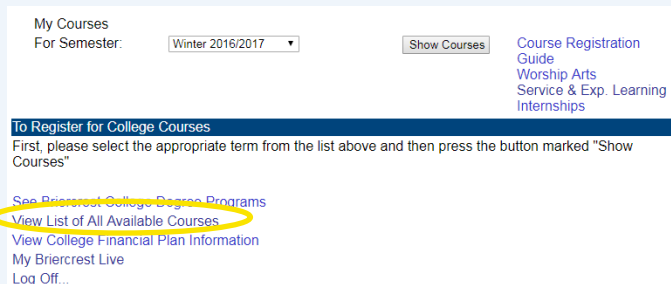 My Courses
For Semester: Winter 2016/2017 Show Courses Course Registration
Guide
Worship Arts
Service & Exp. Learning
Internships
To Register for College Courses
First, please select the appropriate term from the list above and then press the button marked "Show
Courses"
See Briercrest College Degree Programs
View List of All Available Courses
View College Financial Plan Information
My Briercrest Live
Log Off...